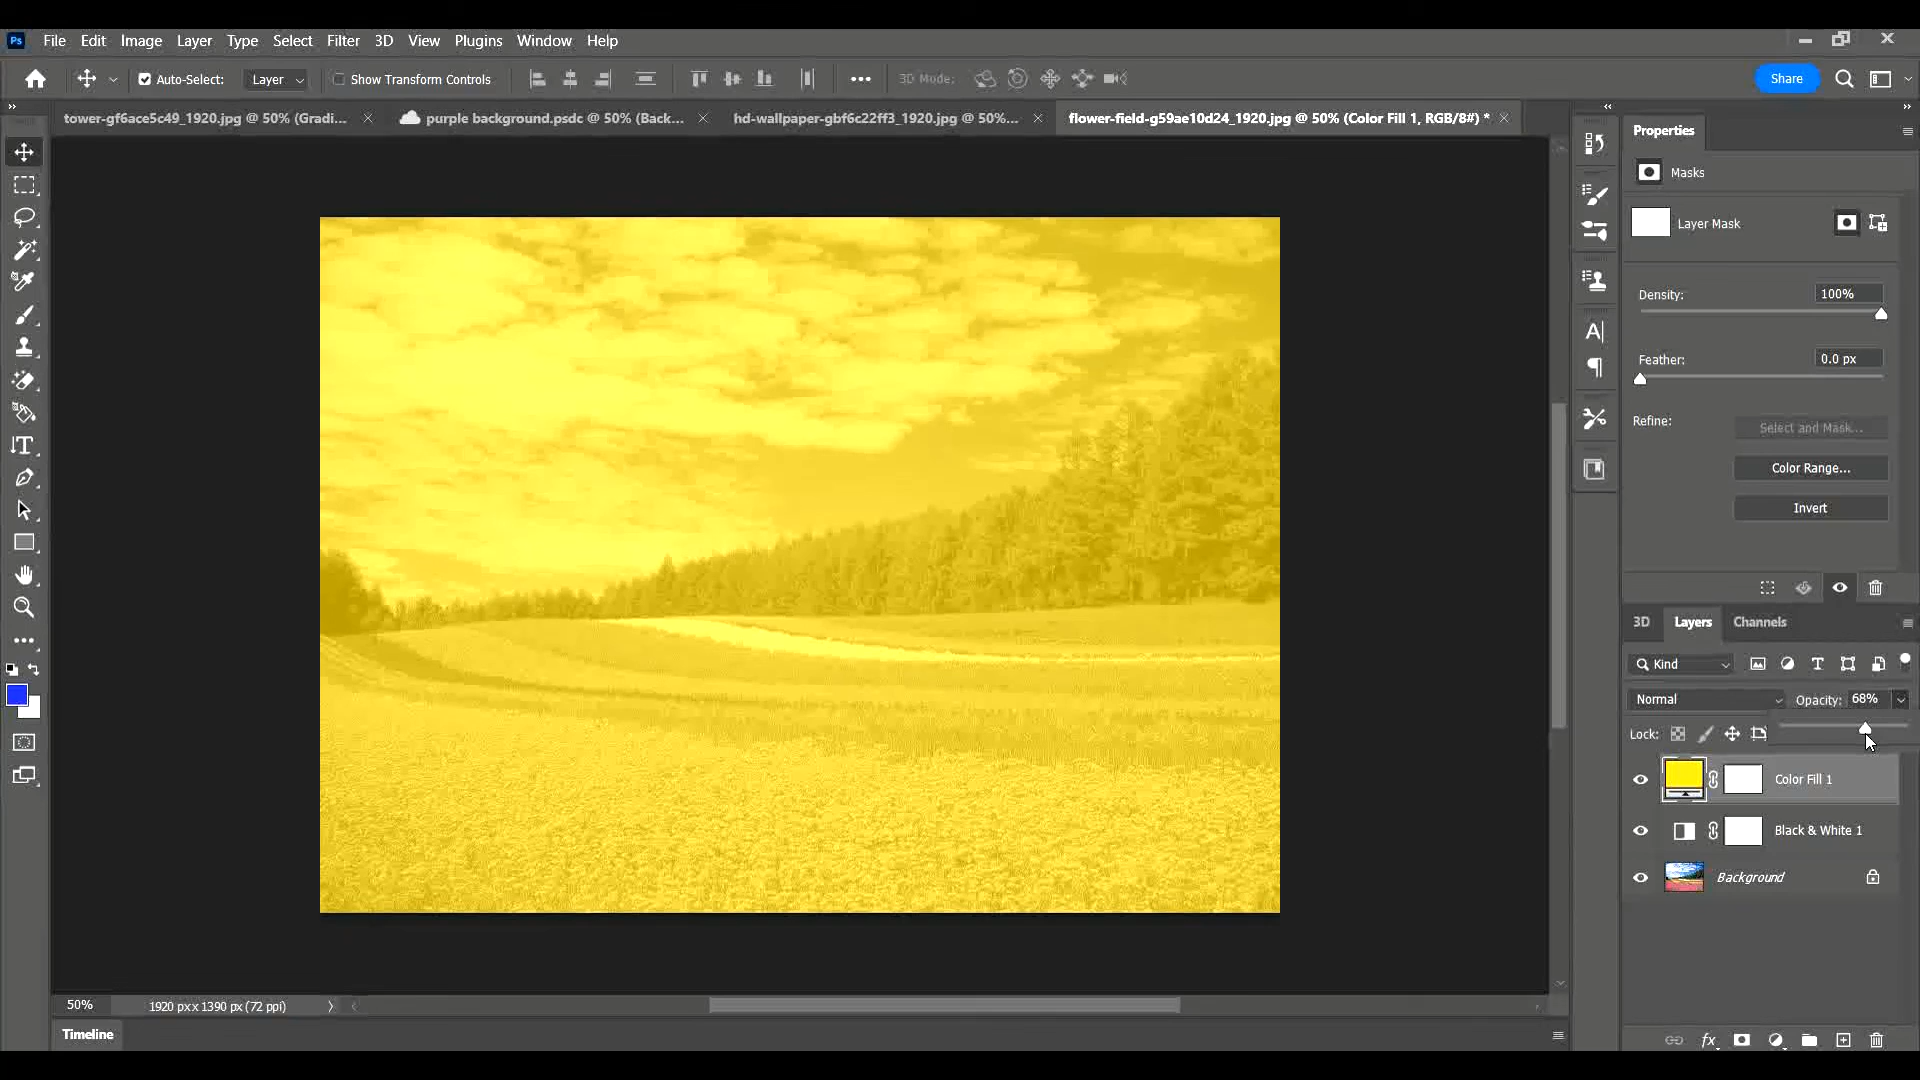 Ps File Edit Image Layer Type Select Filter 3D View Plugins Window Help
Auto-Select: Layer Show Transform Controls 3D Mode: Share
tower-gf6ace5c49_1920.jpg @ 50% (Gradi... purple background.psdc @ 50% (Back... hd-wallpaper-gbf6c22ff3_1920.jpg @ 50%... flower-field-g59ae10d24_1920.jpg @ 50% (Color Fill 1, RGB/8#) *
Properties
Masks
Layer Mask
Density: 100%
Feather: 0.0 px
Refine:
Select and Mask...
Color Range...
Invert
3D Layers Channels
Kind
Normal Opacity: 68%
Lock:
Color Fill 1
Black & White 1
Background
50% 1920 px x 1390 px (72 ppi)
Timeline
fx